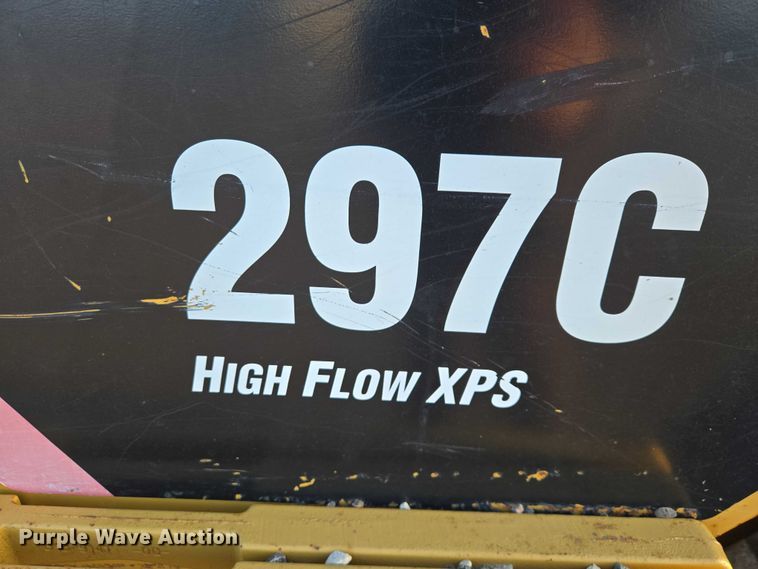 297C
HIGH FLOW XPS
Purple Wave Auction